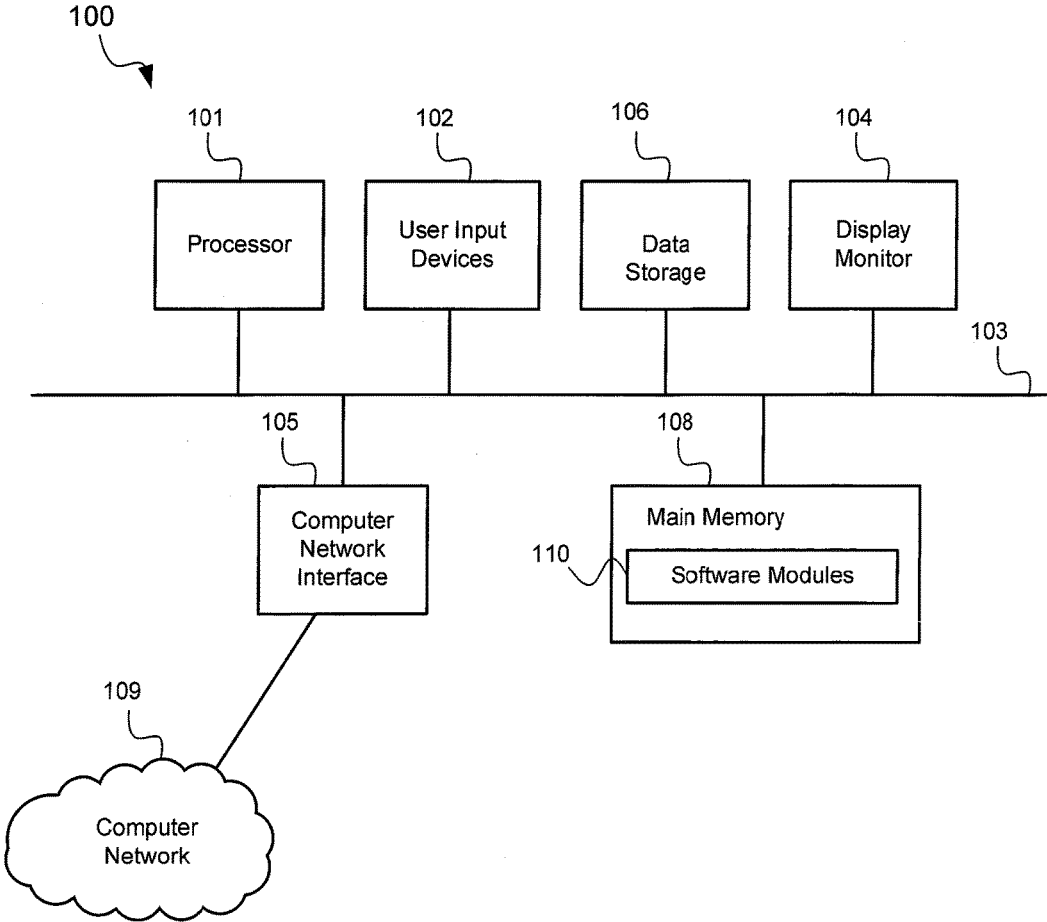 100
101
102
106
104
Processor
User Input
Devices
Data
Storage
Display
Monitor
103
105
108
Computer
Network
Interface
Main Memory
110
Software Modules
109
Computer
Network